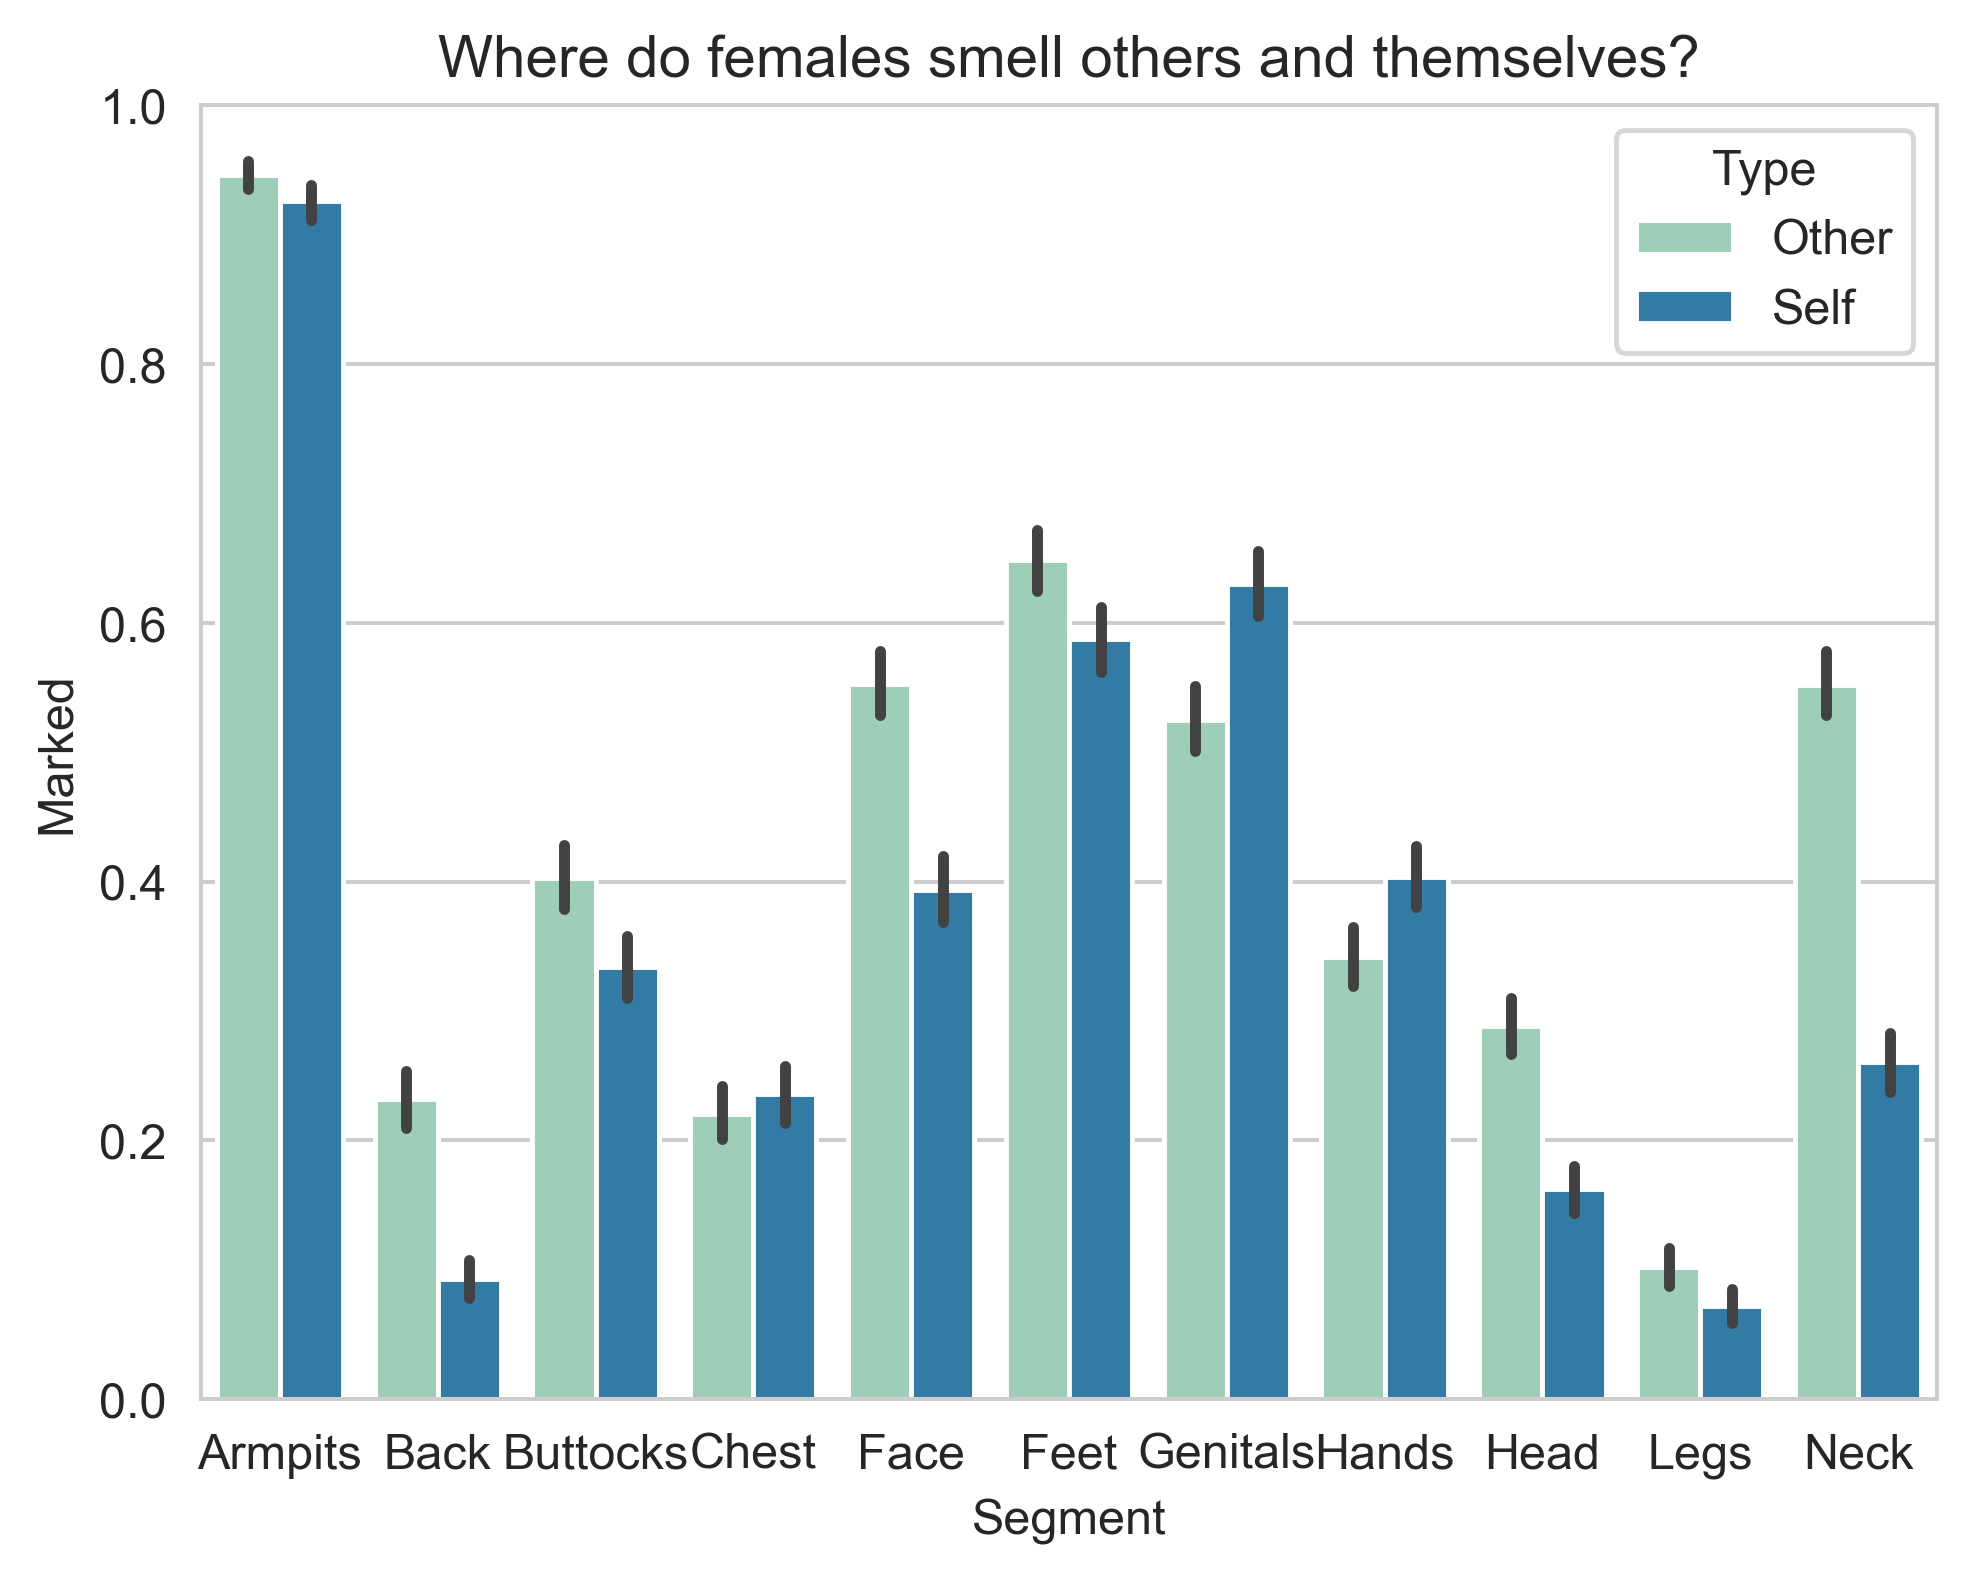 Where do females smell others and themselves?
1.0
0.8
0.6
0.4
0.2
0.0
Marked
Type
Other
Self
Armpits Back Buttocks Chest Face Feet Genitals Hands Head Legs Neck
Segment